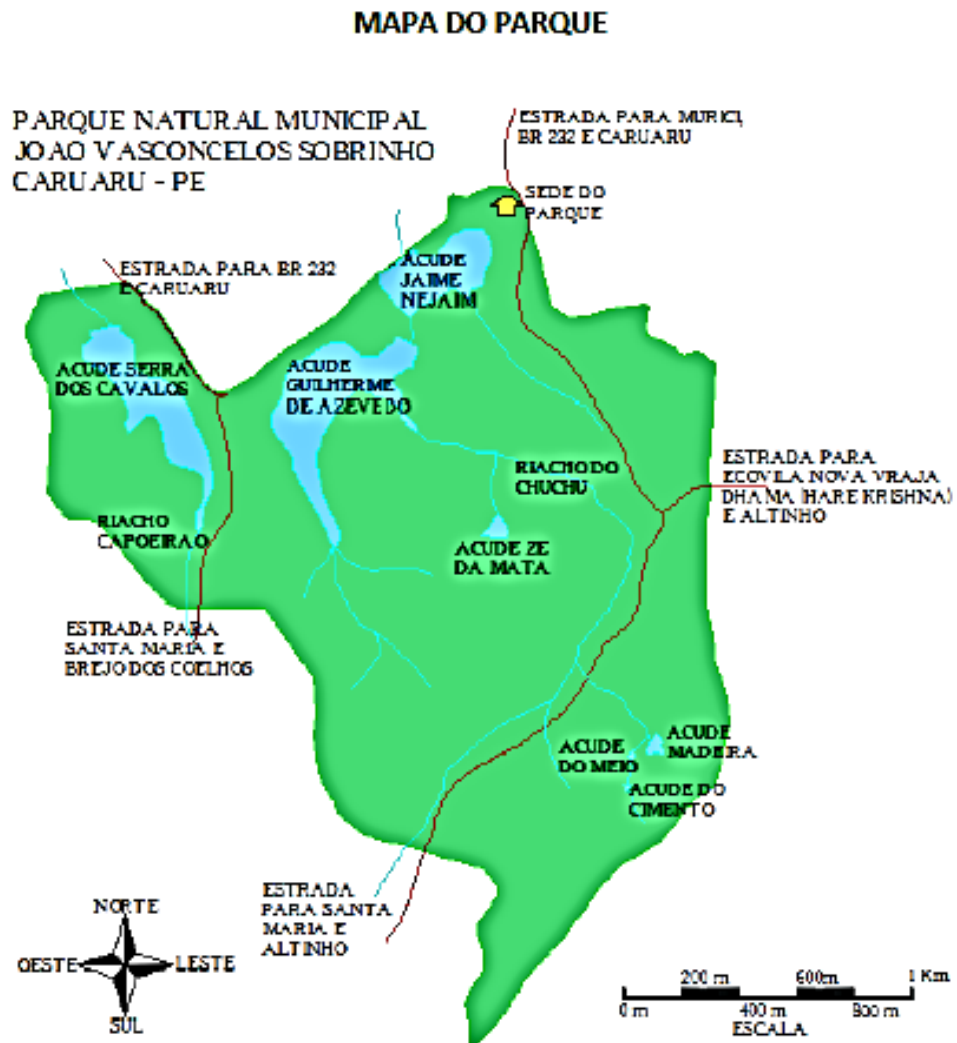 MAPA DO PARQUE
PARQUE NATURAL MUNICIPAL
JOAO VASCONCELOS SOBRINHO
CARUARU - PE
ESTRADA PARA MURICI,
BR 232 E CARUARU
SEDE DO
PARQUE
ESTRADA PARA BR 232
E CARUARU
ACUDE
JAIME
NEJAIM
ACUDE SERRA
DOS CAVALOS
ACUDE
GUILHERME
DE AZEVEDO
RIACHO DO
CHUCHU
ESTRADA PARA
ECOVILA NOVA VRAJA
DHAMA (HARE KRISHNA)
E ALTINHO
RIACHO
CAPOEIRAO
ACUDE ZE
DA MATA
ESTRADA PARA
SANTA MARIA E
BREJO DOS COELHOS
ACUDE
DO MEIO
ACUDE
MADEIRA
ACUDE DO
CIMENTO
ESTRADA
PARA SANTA
MARIA E
ALTINHO
NORTE
OESTE
LESTE
SUL
200 m 600m 1 Km
0 m 400 m 800 m
ESCALA